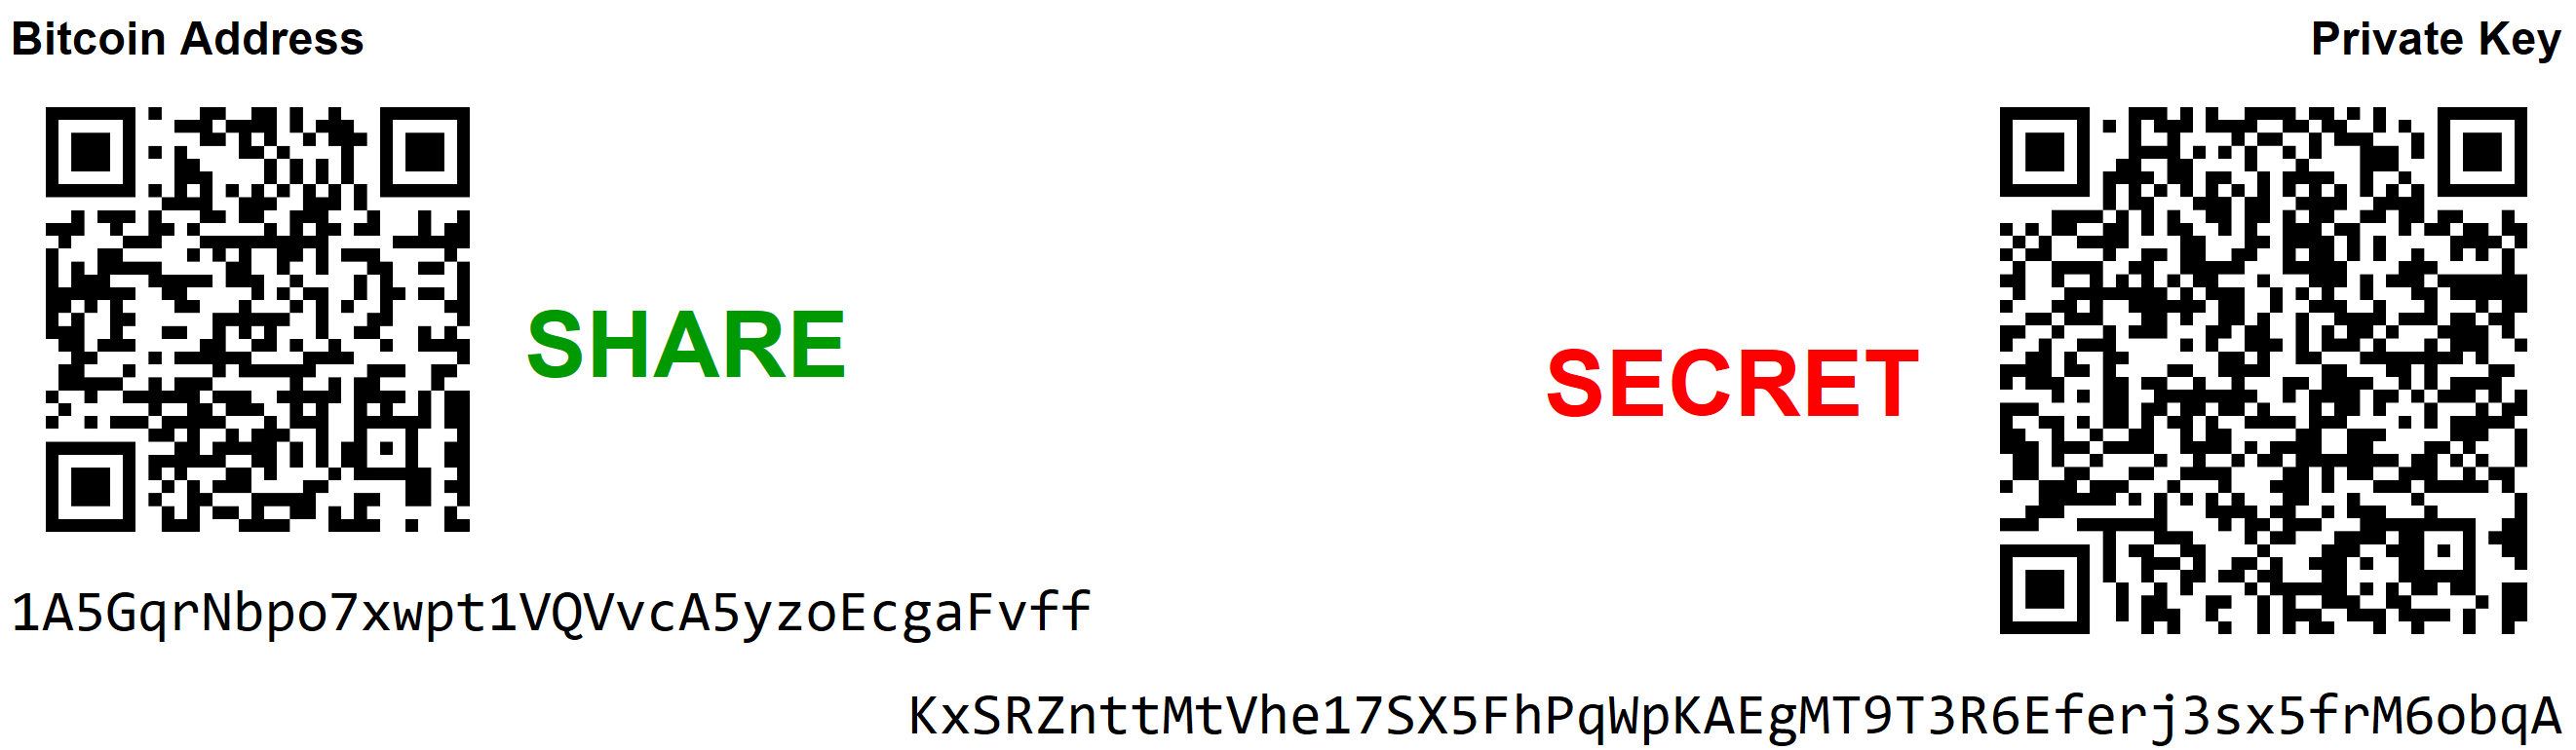 Bitcoin Address
Private Key
SHARE
SECRET
1A5GqrNbpo7xwpt1VQVvcA5yzoEcgaFvff
KxSRZnttMtVhe17SX5FhPqWpKAEgMT9T3R6Eferj3sx5frM6obqA